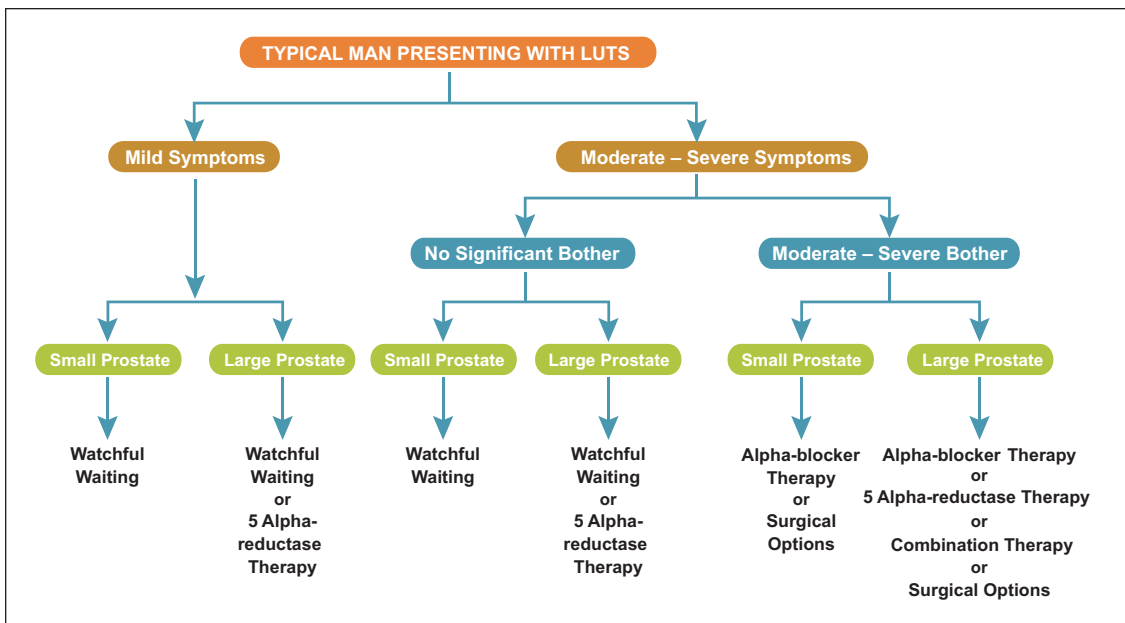 TYPICAL MAN PRESENTING WITH LUTS
Mild Symptoms
Moderate – Severe Symptoms
No Significant Bother
Moderate – Severe Bother
Small Prostate
Large Prostate
Small Prostate
Large Prostate
Small Prostate
Large Prostate
Watchful
Waiting
Watchful
Waiting
or
5 Alpha-
reductase
Therapy
Watchful
Waiting
Watchful
Waiting
or
5 Alpha-
reductase
Therapy
Alpha-blocker
Therapy
or
Surgical
Options
Alpha-blocker Therapy
or
5 Alpha-reductase Therapy
or
Combination Therapy
or
Surgical Options